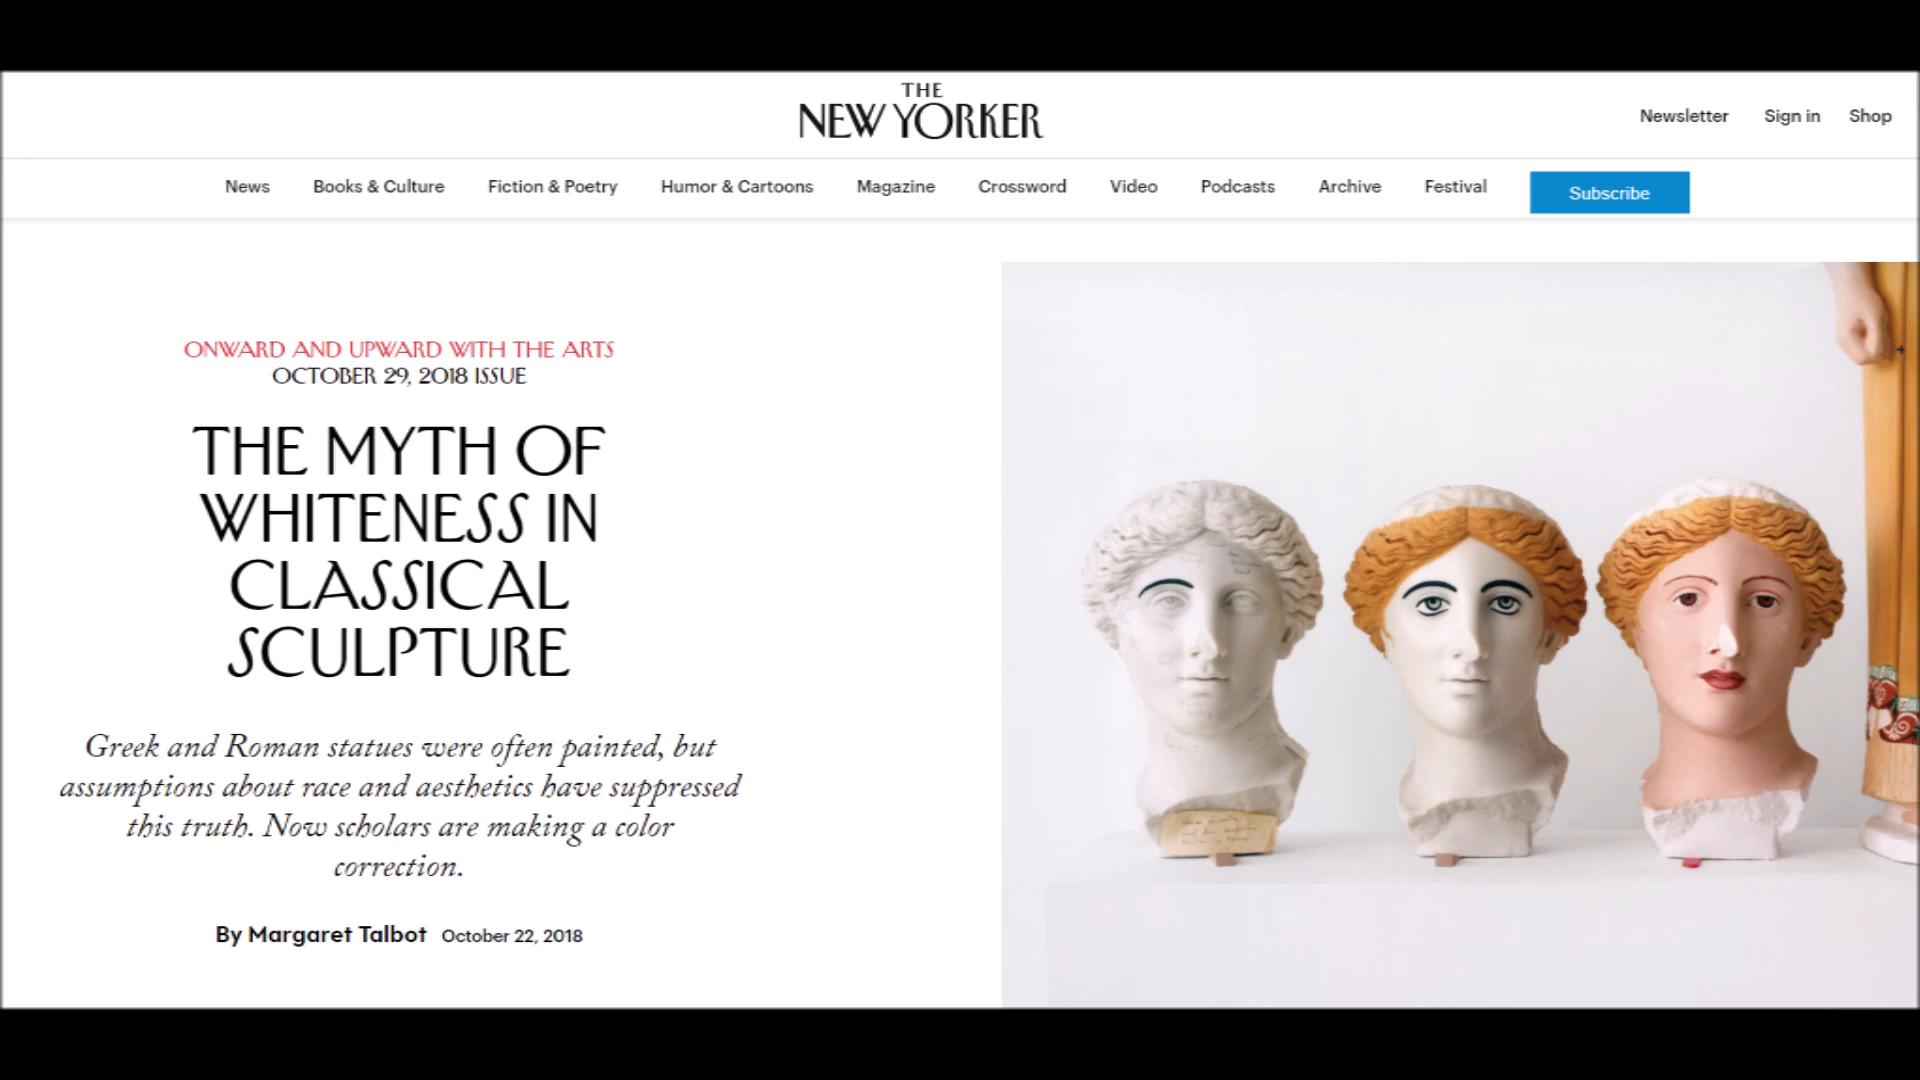 THE
NEW YORKER
Newsletter Sign in Shop
News Books & Culture Fiction & Poetry Humor & Cartoons Magazine Crossword Video Podcasts Archive Festival Subscribe
ONWARD AND UPWARD WITH THE ARTS
OCTOBER 29, 2018 ISSUE
THE MYTH OF
WHITENESS IN
CLASSICAL
SCULPTURE
Greek and Roman statues were often painted, but
assumptions about race and aesthetics have suppressed
this truth. Now scholars are making a color
correction.
By Margaret Talbot October 22, 2018